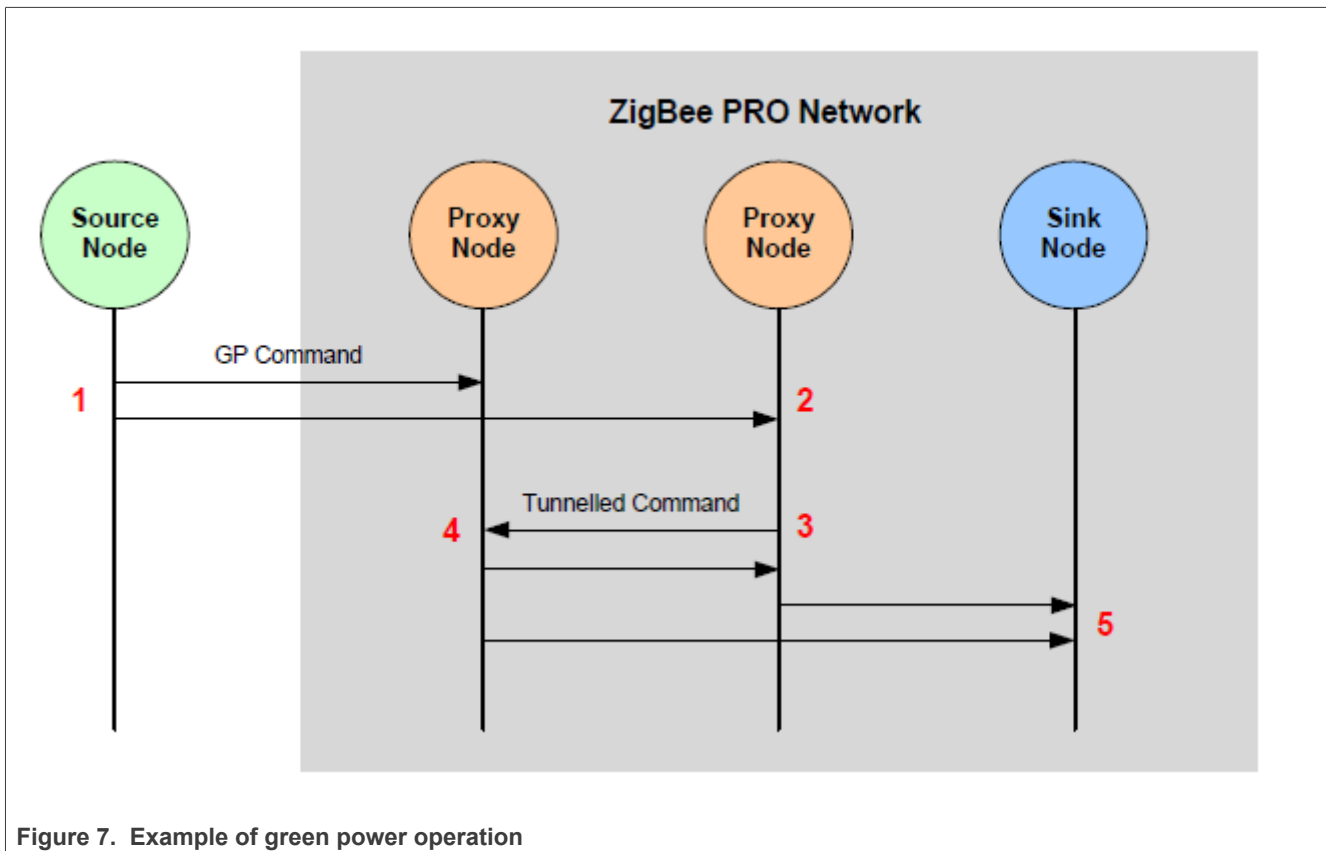 ZigBee PRO Network
Source
Node
Proxy
Node
Proxy
Node
Sink
Node
GP Command
1
2
Tunnelled Command
4
3
5
Figure 7. Example of green power operation